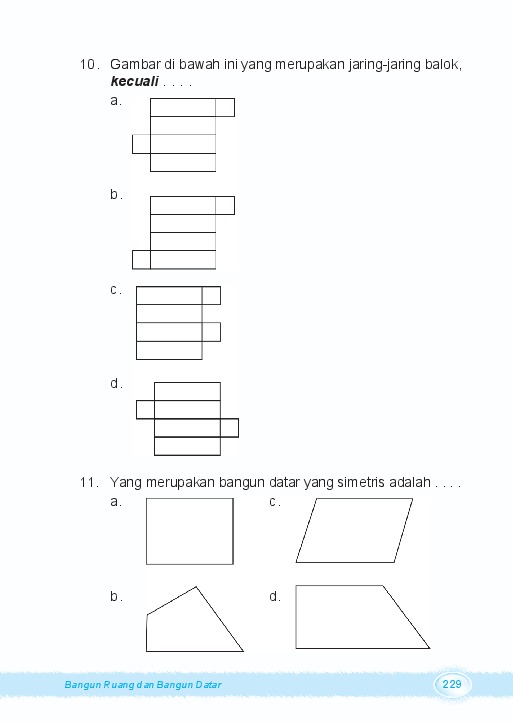 10. Gambar di bawah ini yang merupakan jaring-jaring balok,
kecuali . . . .
a.
b.
c.
d.
11. Yang merupakan bangun datar yang simetris adalah . . . .
a. c.
b. d.
Bangun Ruang dan Bangun Datar 229